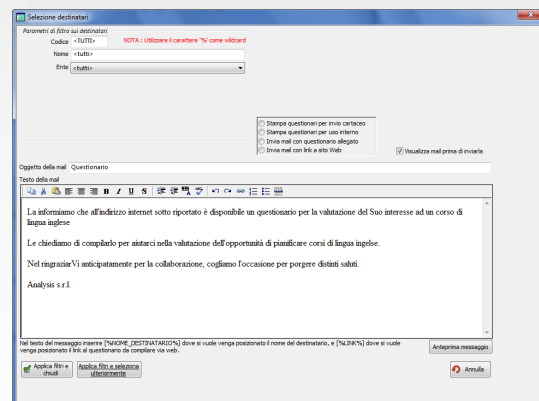 Selezione destinatari
Parametri di filtro sui destinatari
Codice <TUTTI> NOTA : Utilizzare il carattere '%' come wildcard
Nome <tutti>
Ente <tutti>
Stampa questionari per invio cartaceo
Stampa questionari per uso interno
Invia mail con questionario allegato
Invia mail con link a sito Web
Visualizza mail prima di inviarla
Oggetto della mail Questionario
Testo della mail
B I U S
La informiamo che all'indirizzo internet sotto riportato è disponibile un questionario per la valutazione del Suo interesse ad un corso di
lingua inglese
Le chiediamo di compilarlo per aiutarci nella valutazione dell'opportunità di pianificare corsi di lingua ingelse.
Nel ringraziarVi anticipatamente per la collaborazione, cogliamo l'occasione per porgere distinti saluti.
Analysis s.r.l.
Nel testo del messaggio inserire [%NOME_DESTINATARIO%] dove si vuole venga posizionato il nome del destinatario, e [%LINK%] dove si vuole
venga posizionato il link al questionario da compilare via web.
Anteprima messaggio
Applica filtri e
chiudi
Applica filtri e seleziona
ulteriormente
Annulla